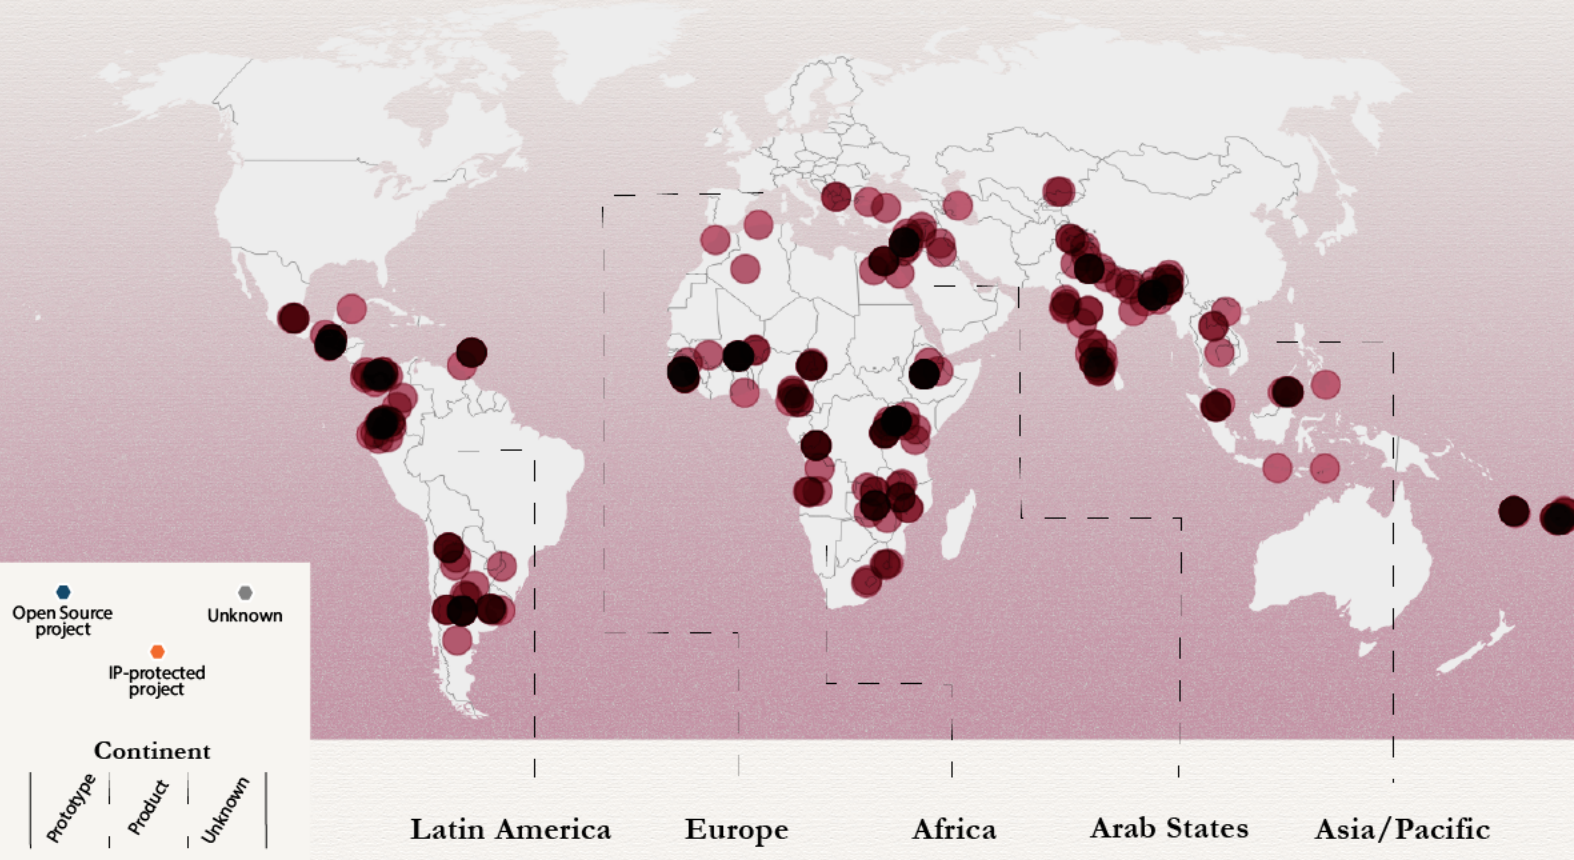 Open Source
project
Unknown
IP-protected
project
Continent
Prototype
Product
Unknown
Latin America
Europe
Africa
Arab States
Asia/Pacific